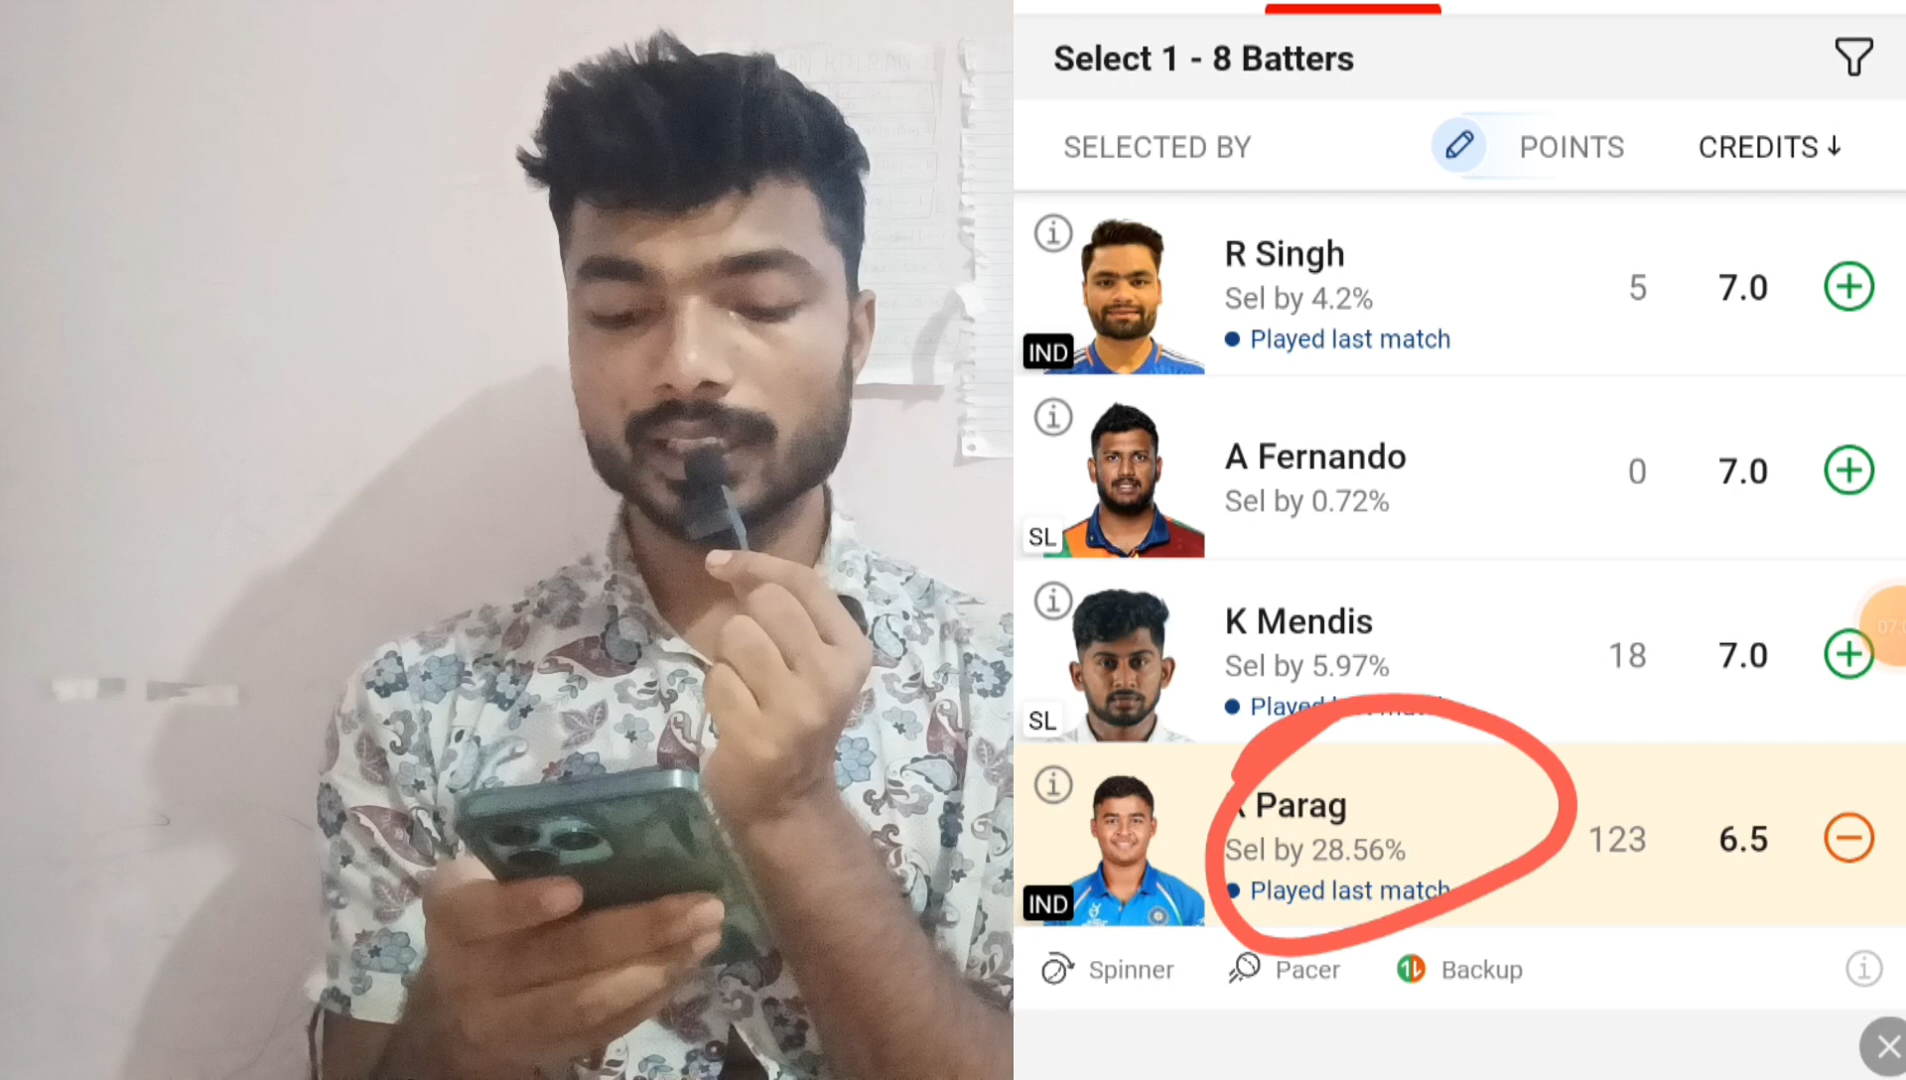 Select 1 - 8 Batters
SELECTED BY POINTS CREDITS ↓
R Singh
Sel by 4.2% 5 7.0
Played last match
IND
A Fernando
Sel by 0.72% 0 7.0
SL
K Mendis
Sel by 5.97% 18 7.0
Played
SL
Parag
Sel by 28.56% 123 6.5
Played last match
IND
Spinner Pacer Backup